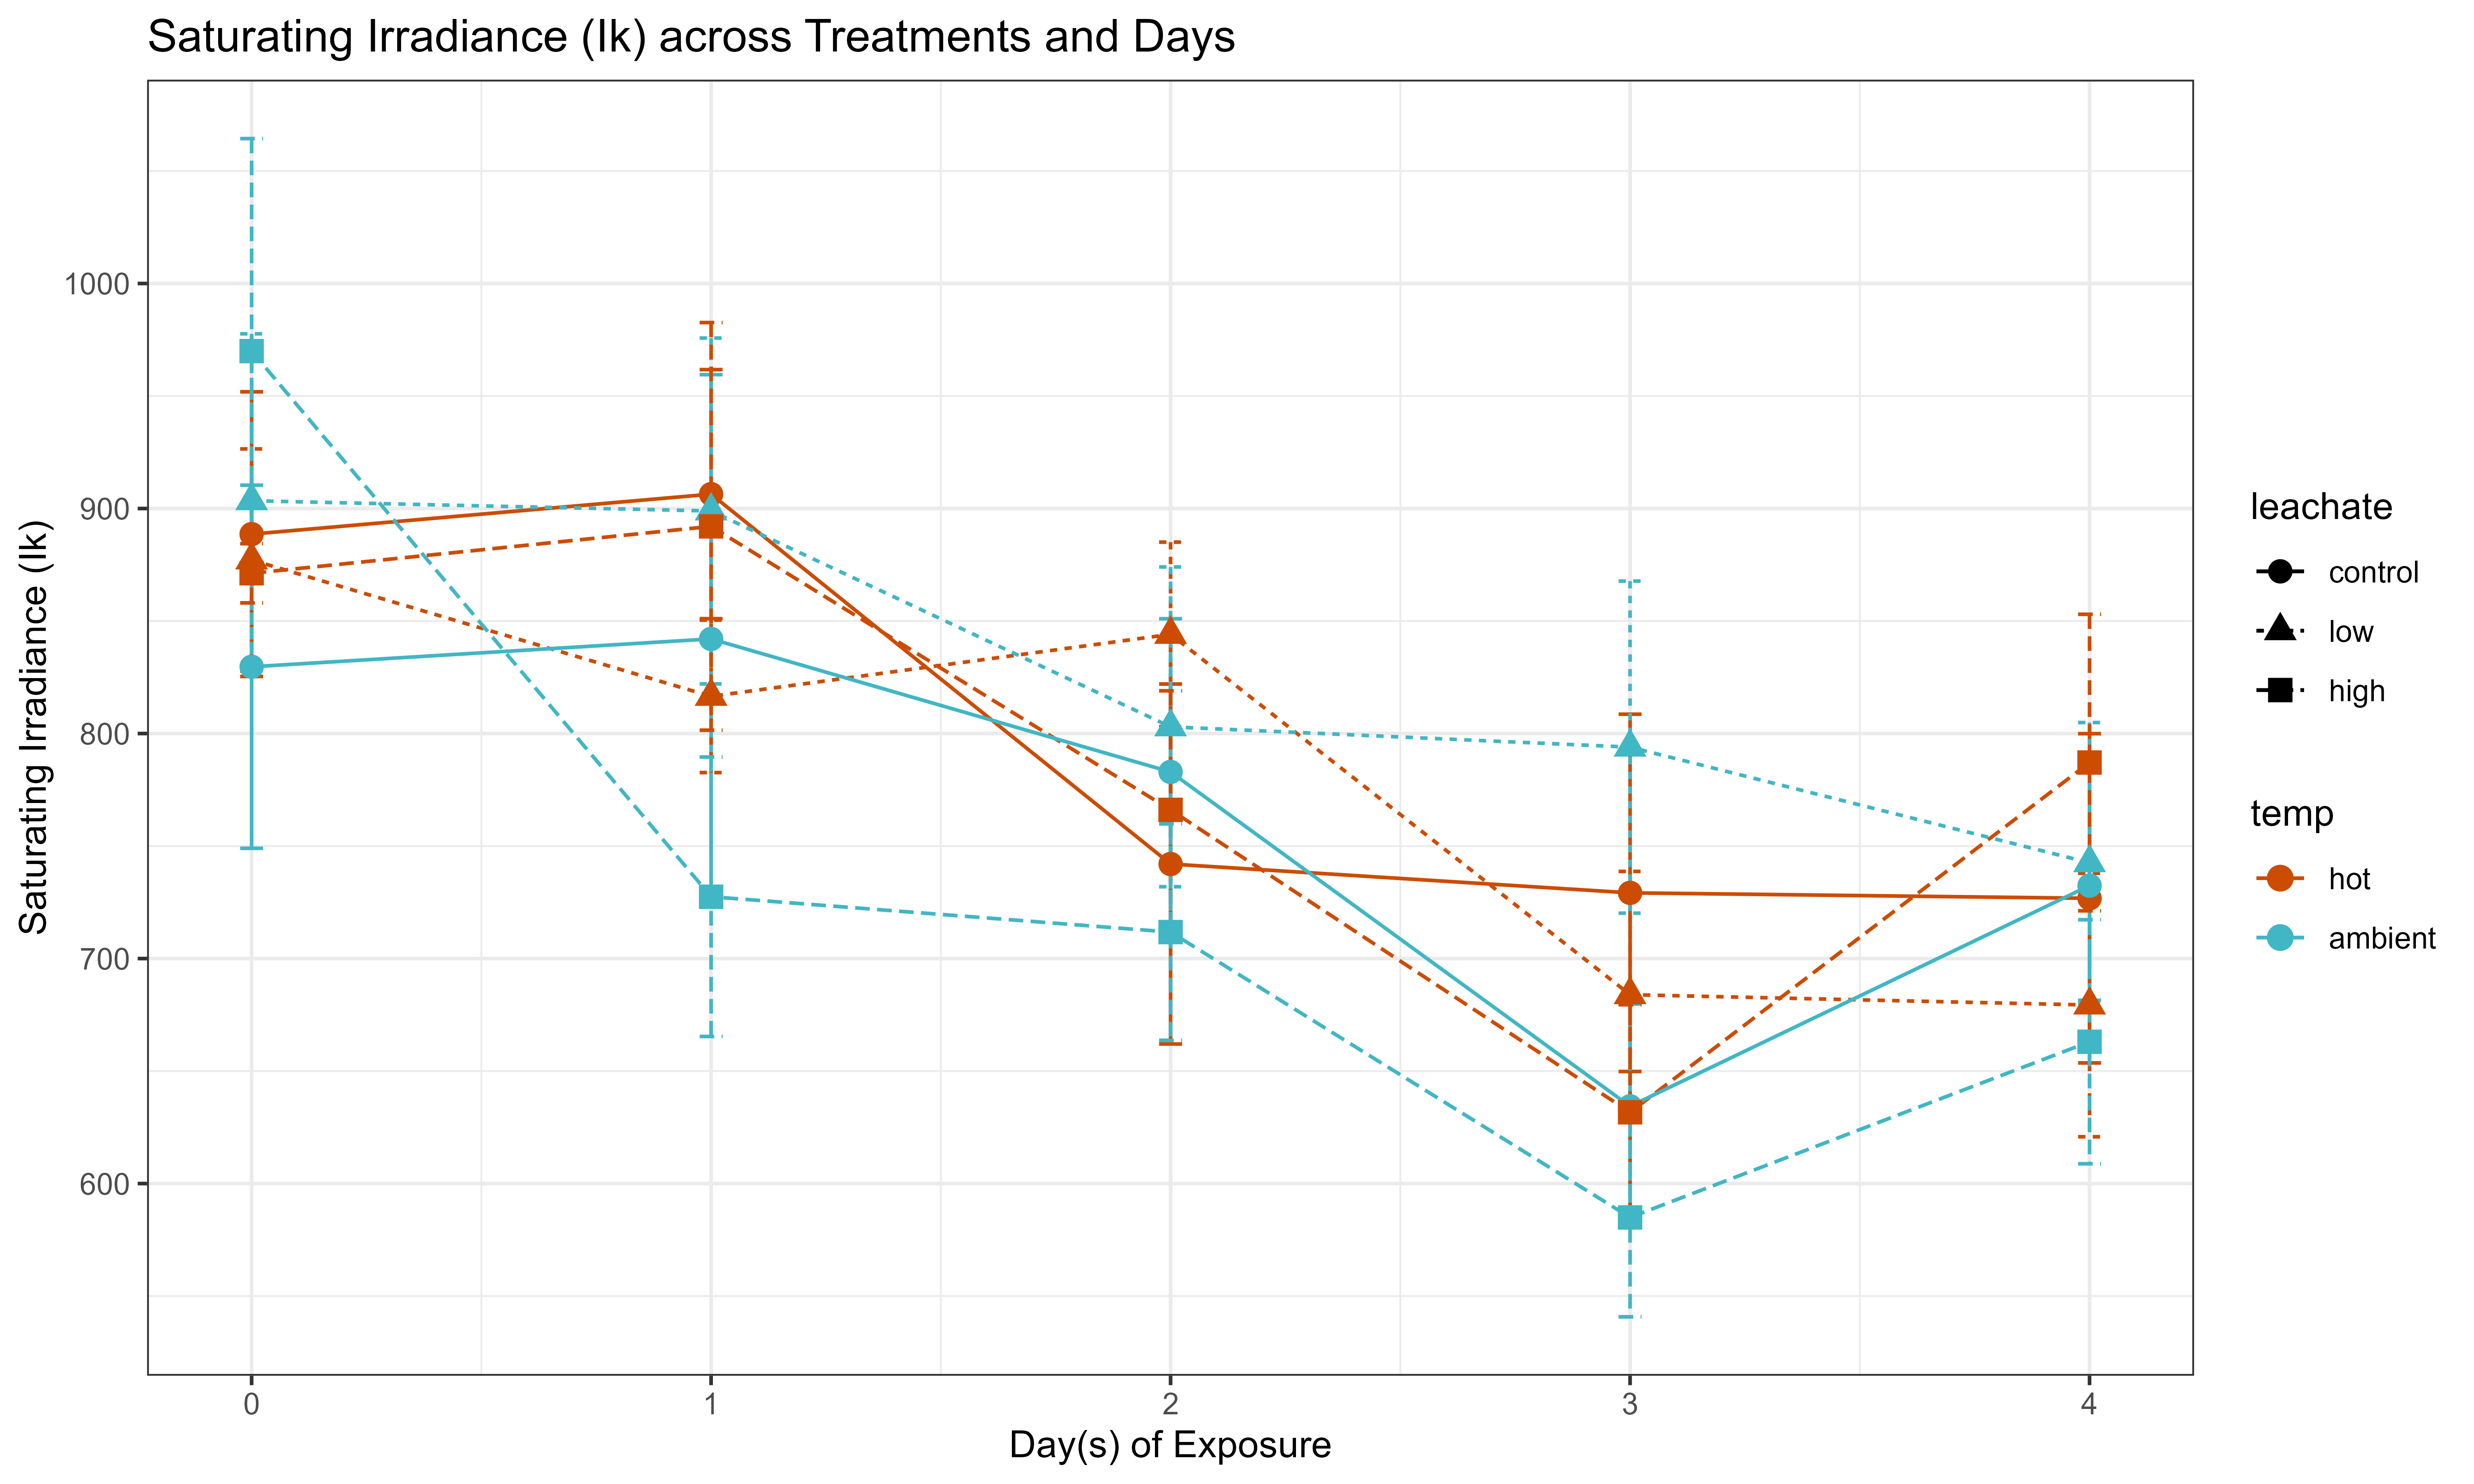 Saturating Irradiance (Ik) across Treatments and Days
Saturating Irradiance (Ik)
1000
900
800
700
600
0 1 2 3 4
Day(s) of Exposure
leachate
control
low
high
temp
hot
ambient